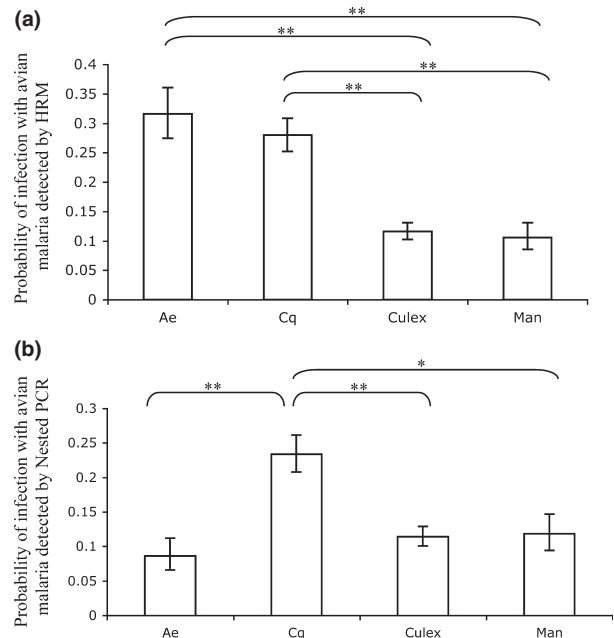 (a)
**
**
**
**
Probability of infection with avian
malaria detected by HRM
0.4
0.35
0.3
0.25
0.2
0.15
0.1
0.05
0
Ae Cq Culex Man
(b)
*
** **
Probability of infection with avian
malaria detected by Nested PCR
0.3
0.25
0.2
0.15
0.1
0.05
0
Ae Cq Culex Man